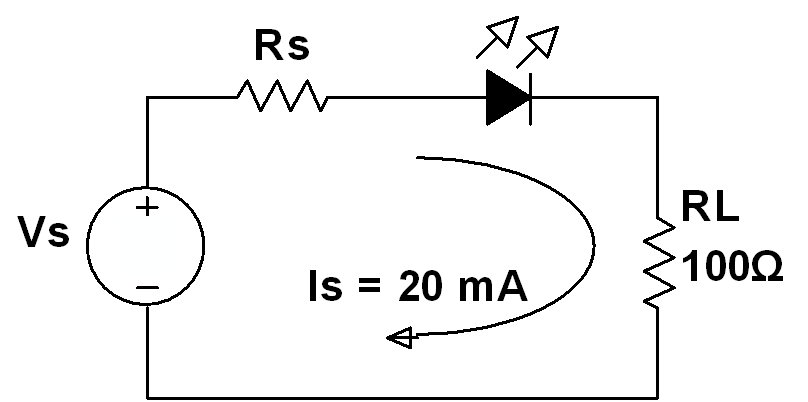 Rs
Vs
+
−
RL
100Ω
Is = 20 mA